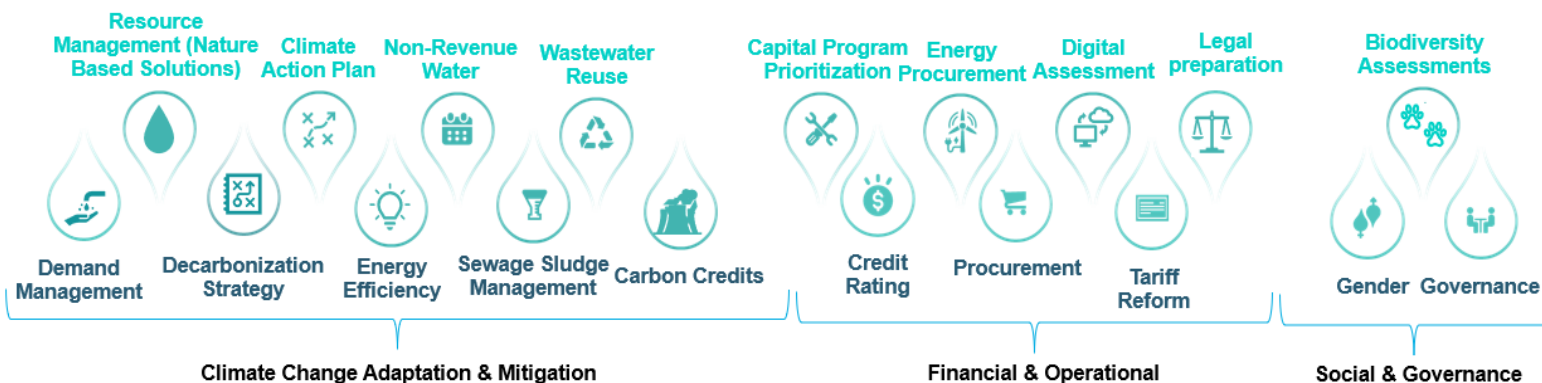 Resource
Management (Nature
Based Solutions)
Climate
Action Plan
Non-Revenue
Water
Wastewater
Reuse
Capital Program
Prioritization
Energy
Procurement
Digital
Assessment
Legal
preparation
Biodiversity
Assessments
Demand
Management
Decarbonization
Strategy
Energy
Efficiency
Sewage Sludge
Management
Carbon Credits
Credit
Rating
Procurement
Tariff
Reform
Gender
Governance
Climate Change Adaptation & Mitigation
Financial & Operational
Social & Governance